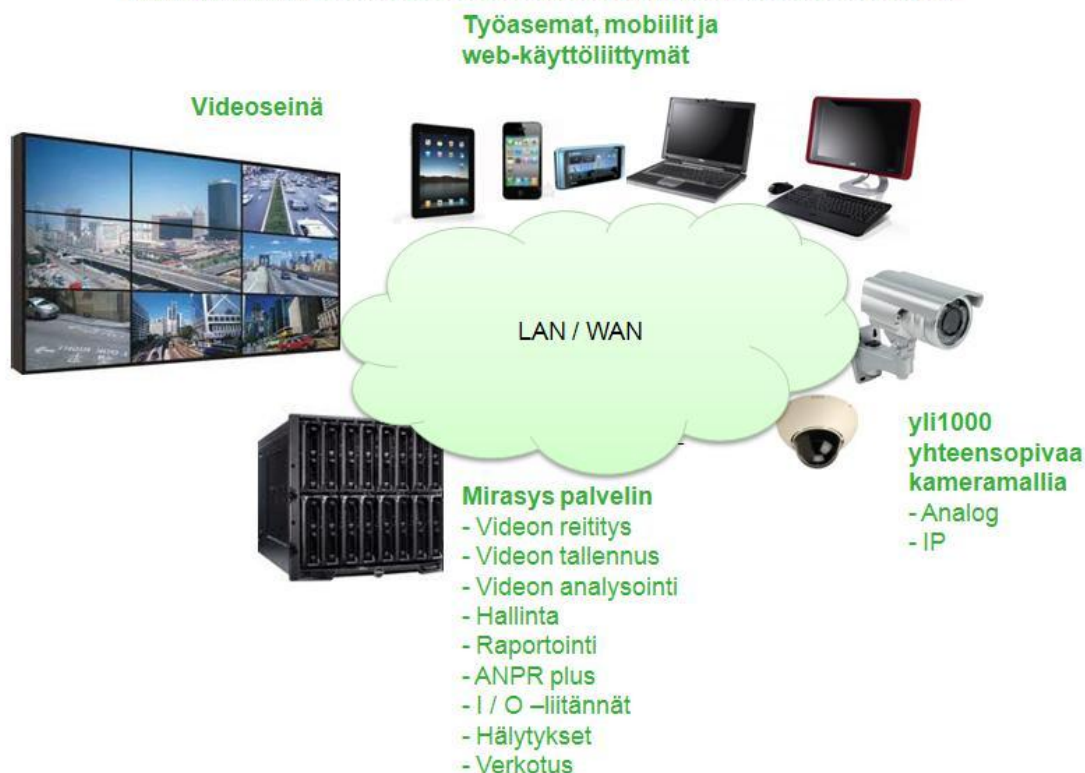 Työasemat, mobiilit ja
web-käyttöliittymät
Videoseinä
LAN / WAN
yli1000
yhteensopivaa
kameramallia
- Analog
- IP
Mirasys palvelin
- Videon reititys
- Videon tallennus
- Videon analysointi
- Hallinta
- Raportointi
- ANPR plus
- I / O –liitännät
- Hälytykset
- Verkotus